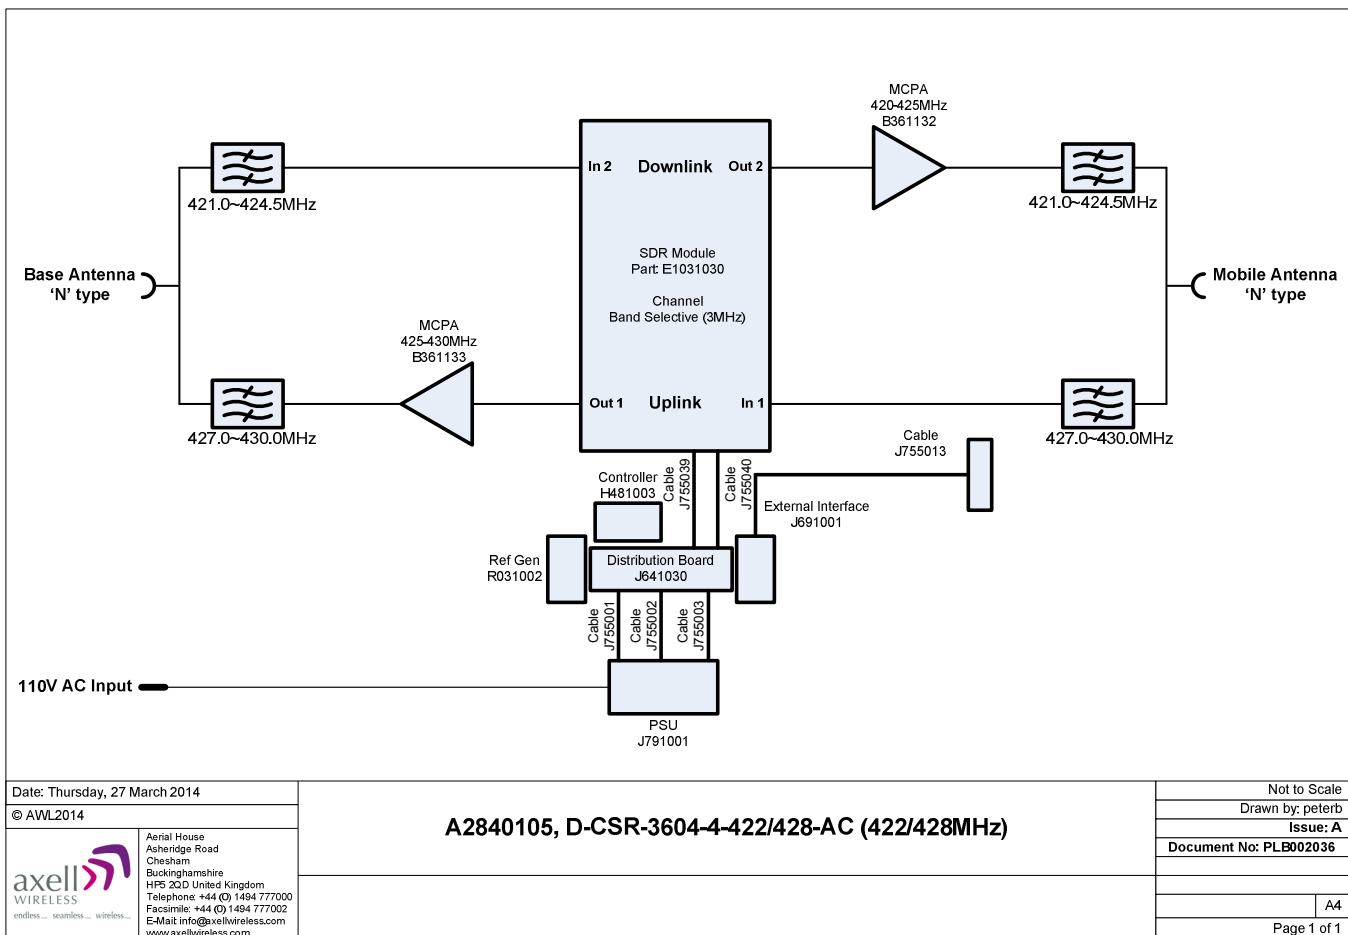 MCPA
420-425MHz
B361132
In 2
Downlink
Out 2
421.0~424.5MHz
421.0~424.5MHz
SDR Module
Part: E1031030
Channel
Band Selective (3MHz)
Base Antenna
'N' type
Mobile Antenna
'N' type
MCPA
425-430MHz
B361133
Out 1
Uplink
In 1
427.0~430.0MHz
427.0~430.0MHz
Cable
J755013
Controller
H481003
Cable
J755039
Cable
J755040
External Interface
J691001
Ref Gen
R031002
Distribution Board
J641030
Cable
J755001
Cable
J755002
Cable
J755003
110V AC Input
PSU
J791001
Date: Thursday, 27 March 2014
© AWL2014
axell
WIRELESS
endless... seamless... wireless...
Aerial House
Asheridge Road
Chesham
Buckinghamshire
HP5 2QD United Kingdom
Telephone: +44 (0) 1494 777000
Facsimile: +44 (0) 1494 777002
E-Mail: info@axellwireless.com
www.axellwireless.com
A2840105, D-CSR-3604-4-422/428-AC (422/428MHz)
Not to Scale
Drawn by: peterb
Issue: A
Document No: PLB002036
A4
Page 1 of 1